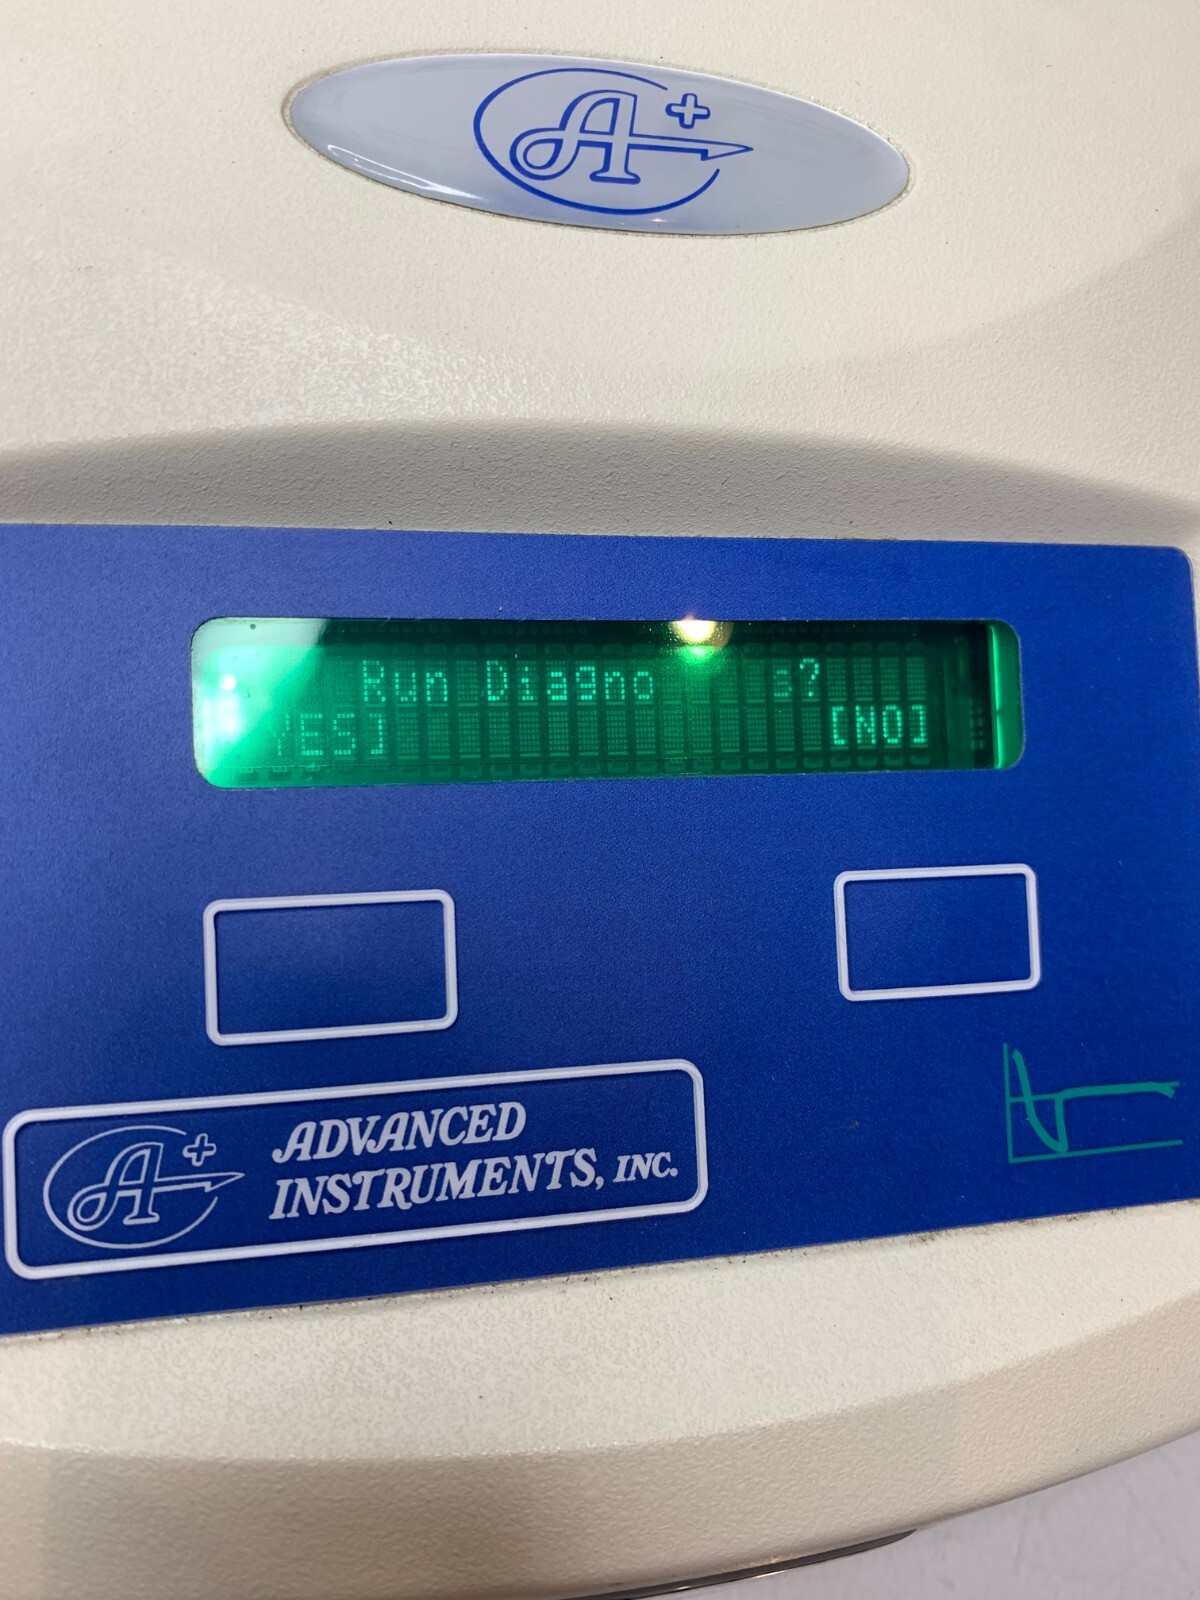 A+
Run Diagno s?
YES] [NO]
A+ ADVANCED
INSTRUMENTS, INC.